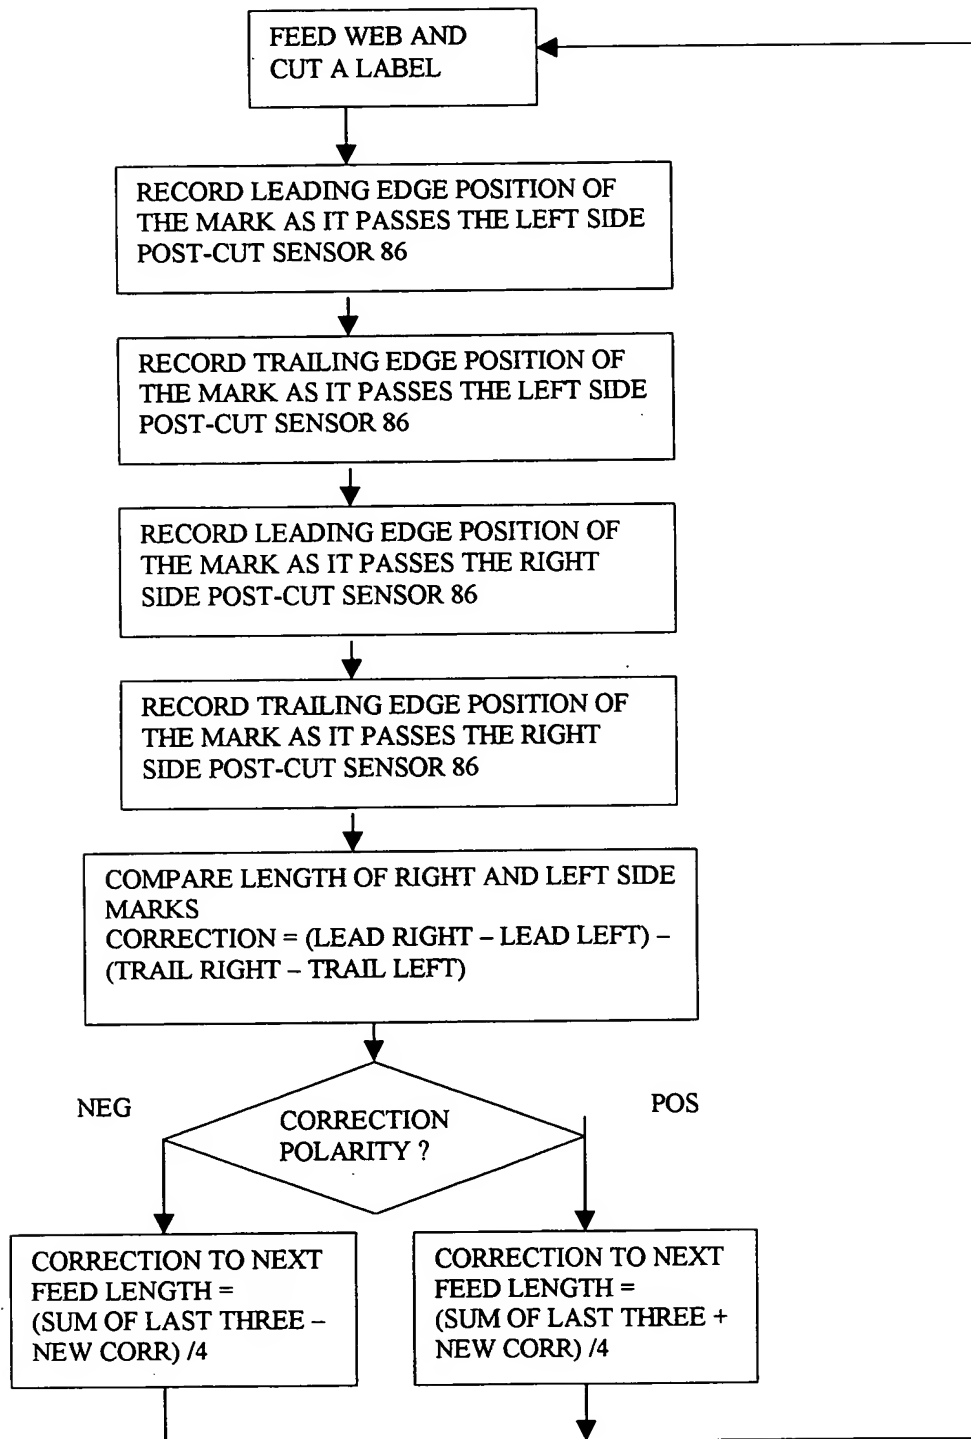 FEED WEB AND
CUT A LABEL
RECORD LEADING EDGE POSITION OF
THE MARK AS IT PASSES THE LEFT SIDE
POST-CUT SENSOR 86
RECORD TRAILING EDGE POSITION OF
THE MARK AS IT PASSES THE LEFT SIDE
POST-CUT SENSOR 86
RECORD LEADING EDGE POSITION OF
THE MARK AS IT PASSES THE RIGHT
SIDE POST-CUT SENSOR 86
RECORD TRAILING EDGE POSITION OF
THE MARK AS IT PASSES THE RIGHT
SIDE POST-CUT SENSOR 86
COMPARE LENGTH OF RIGHT AND LEFT SIDE
MARKS
CORRECTION = (LEAD RIGHT – LEAD LEFT) –
(TRAIL RIGHT – TRAIL LEFT)
NEG
POS
CORRECTION
POLARITY ?
CORRECTION TO NEXT
FEED LENGTH =
(SUM OF LAST THREE –
NEW CORR) /4
CORRECTION TO NEXT
FEED LENGTH =
(SUM OF LAST THREE +
NEW CORR) /4